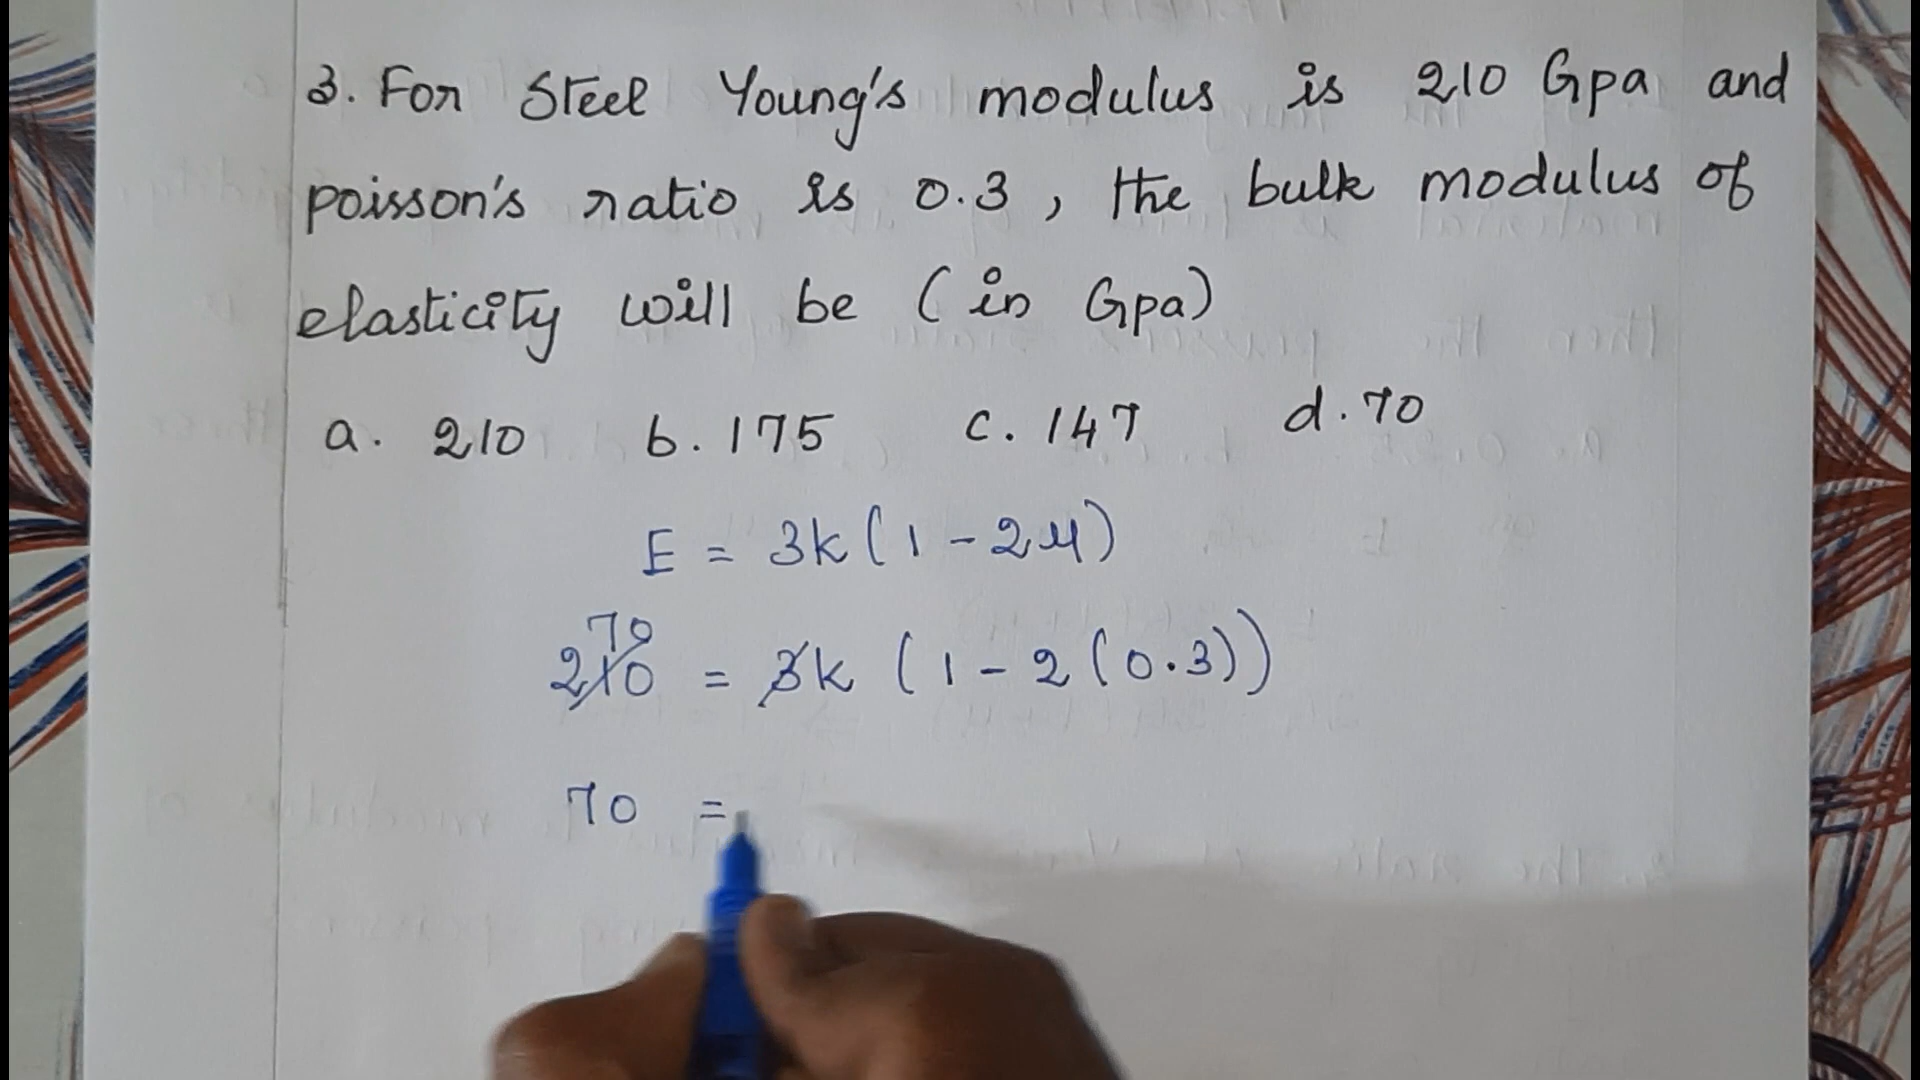 3. For Steel Young's modulus is 210 Gpa and
poisson's ratio is 0.3, the bulk modulus of
elasticity will be (in Gpa)
a. 210 b. 175 c. 147 d. 70
E = 3k(1-2μ)
70
210 = 3k (1-2(0.3))
70 =